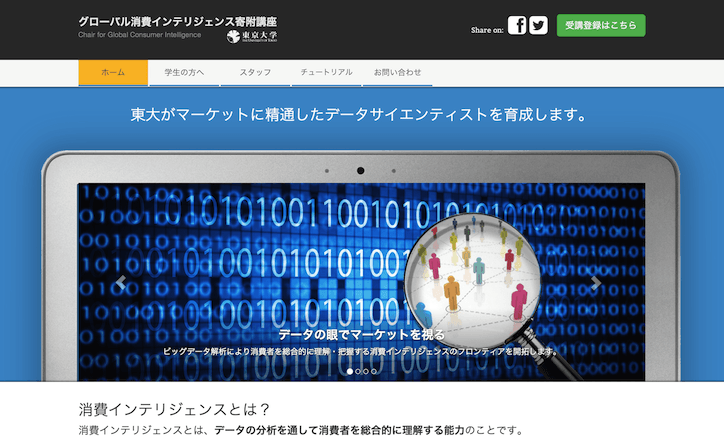 グローバル消費インテリジェンス寄附講座
Chair for Global Consumer Intelligence
東京大学
THE UNIVERSITY OF TOKYO
Share on:
受講登録はこちら
ホーム
学生の方へ
スタッフ
チュートリアル
お問い合わせ
東大がマーケットに精通したデータサイエンティストを育成します。
データの眼でマーケットを視る
ビッグデータ解析により消費者を総合的に理解・把握する消費インテリジェンスのフロンティアを開拓します。
消費インテリジェンスとは？
消費インテリジェンスとは、データの分析を通して消費者を総合的に理解する能力のことです。